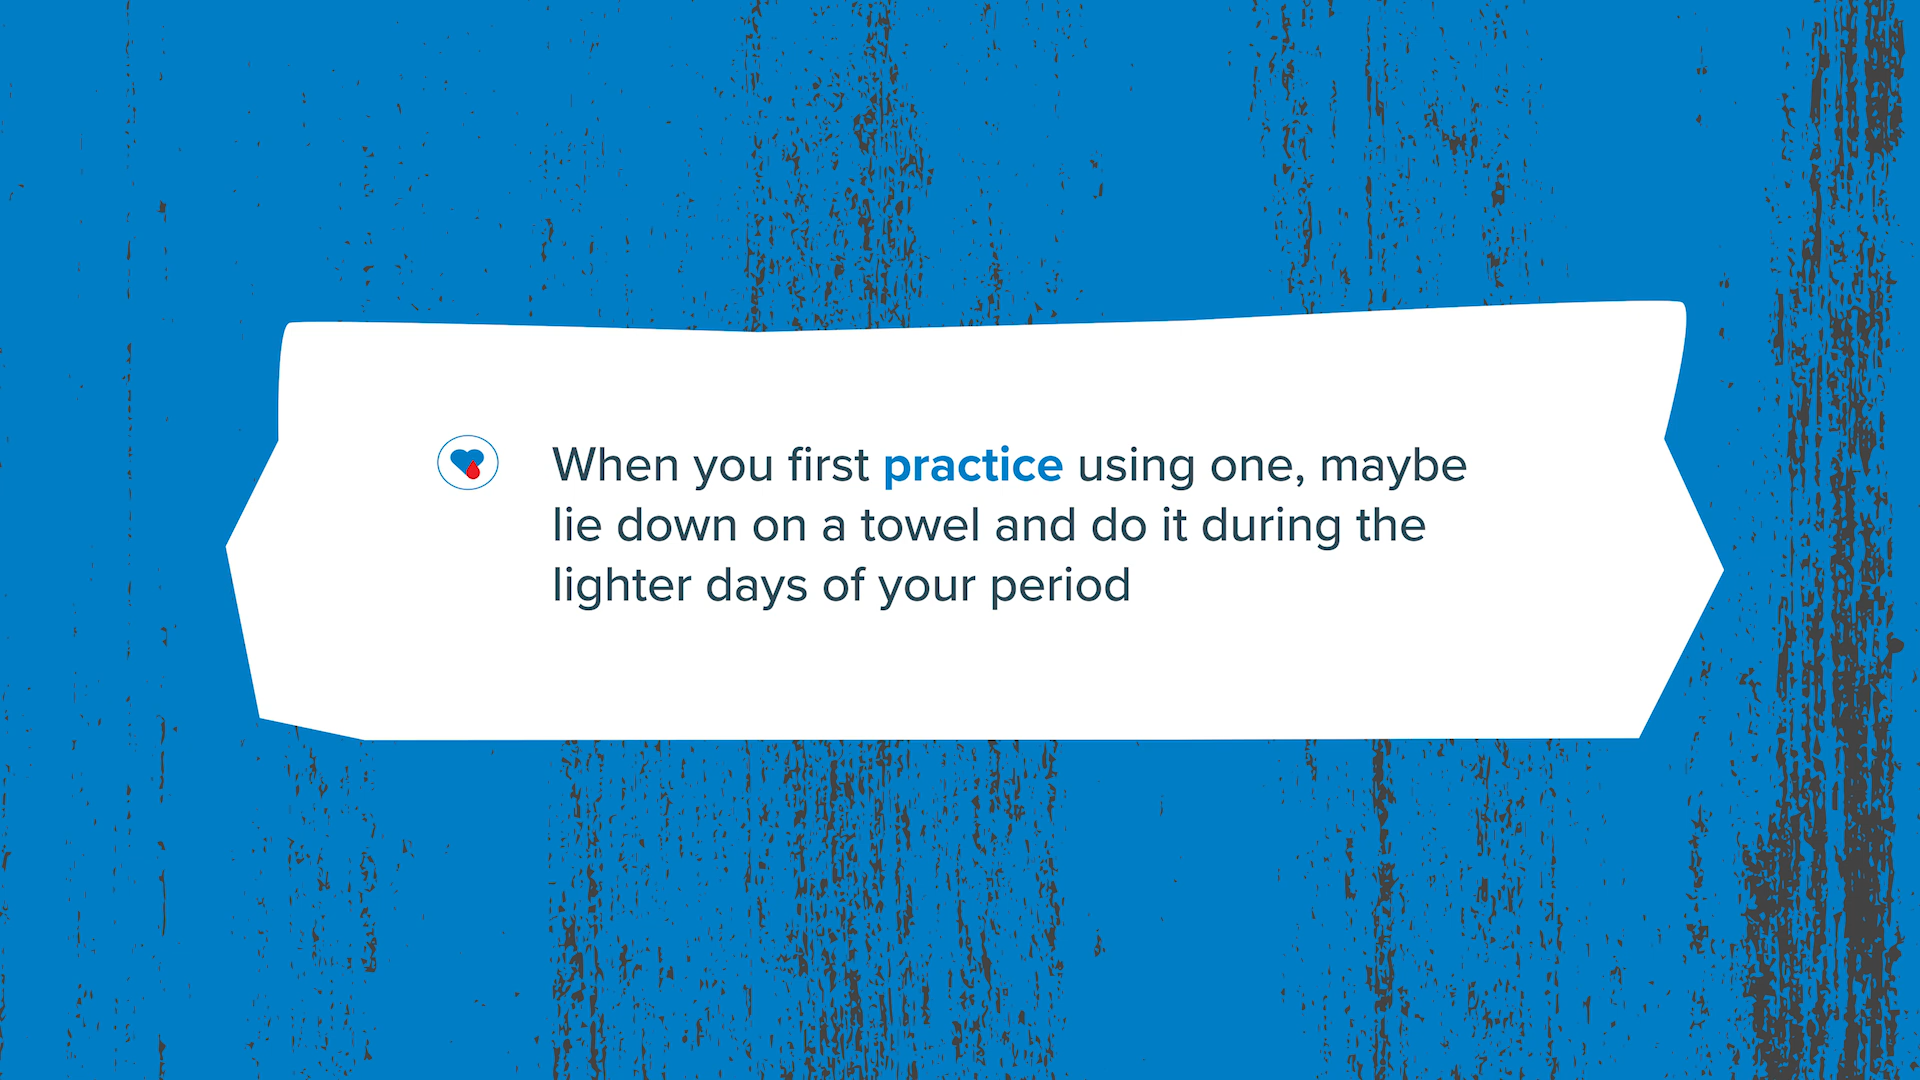 When you first practice using one, maybe
lie down on a towel and do it during the
lighter days of your period